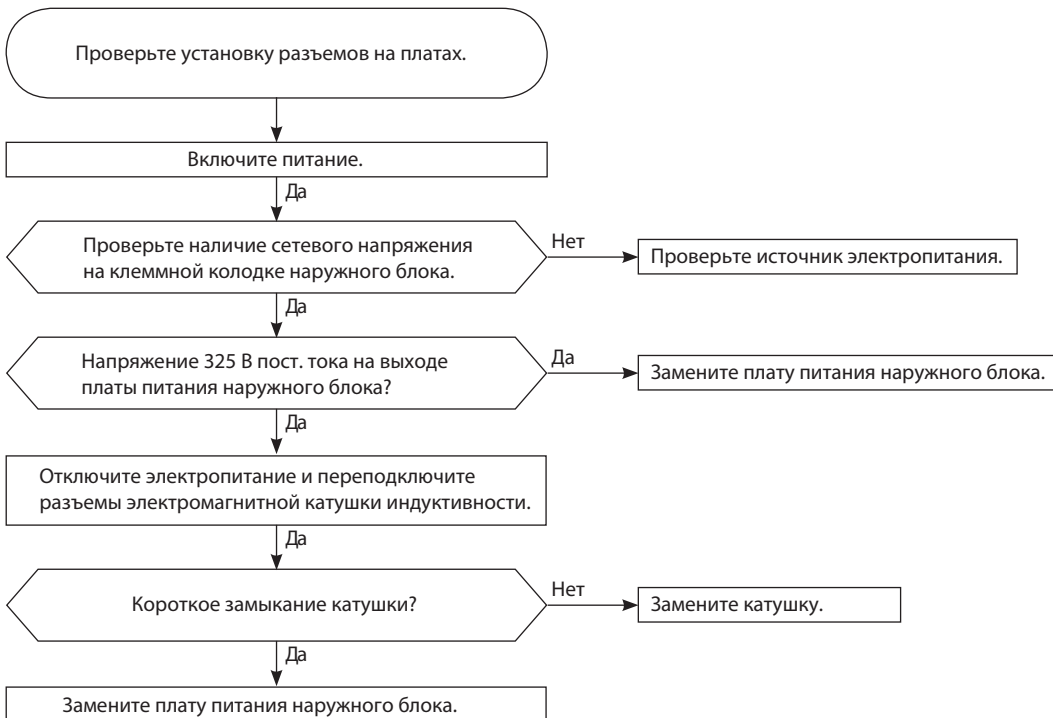 Проверьте установку разъемов на платах.
Включите питание.
Да
Проверьте наличие сетевого напряжения
на клеммной колодке наружного блока.
Нет
Проверьте источник электропитания.
Да
Напряжение 325 В пост. тока на выходе
платы питания наружного блока?
Да
Замените плату питания наружного блока.
Да
Отключите электропитание и переподключите
разъемы электромагнитной катушки индуктивности.
Да
Короткое замыкание катушки?
Нет
Замените катушку.
Да
Замените плату питания наружного блока.